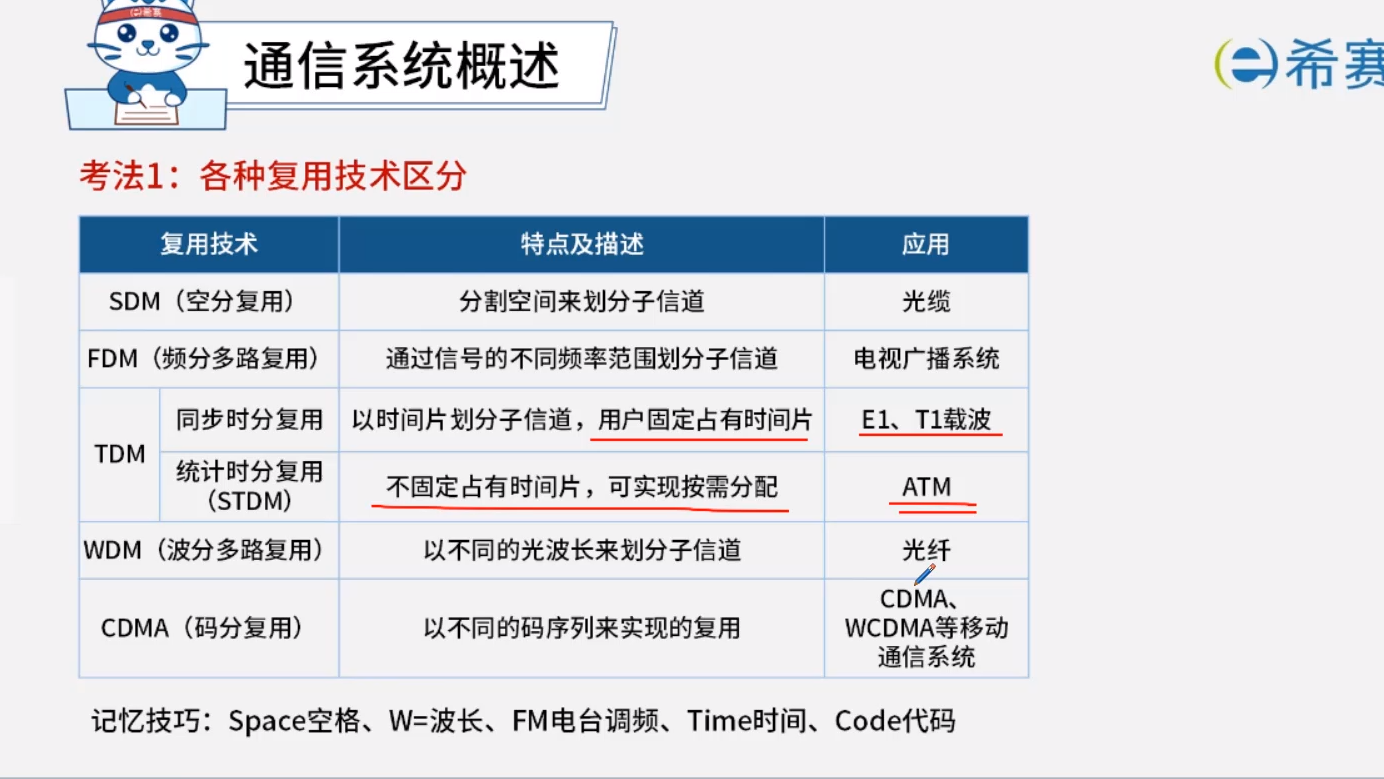 希赛
通信系统概述
希赛
考法1：各种复用技术区分
复用技术 特点及描述 应用
SDM（空分复用） 分割空间来划分子信道 光缆
FDM（频分多路复用） 通过信号的不同频率范围划分子信道 电视广播系统
TDM 同步时分复用 以时间片划分子信道，用户固定占有时间片 E1、T1载波
统计时分复用
（STDM） 不固定占有时间片，可实现按需分配 ATM
WDM（波分多路复用） 以不同的光波长来划分子信道 光纤
CDMA（码分复用） 以不同的码序列来实现的复用 CDMA、
WCDMA等移动
通信系统
记忆技巧：Space空格、W=波长、FM电台调频、Time时间、Code代码